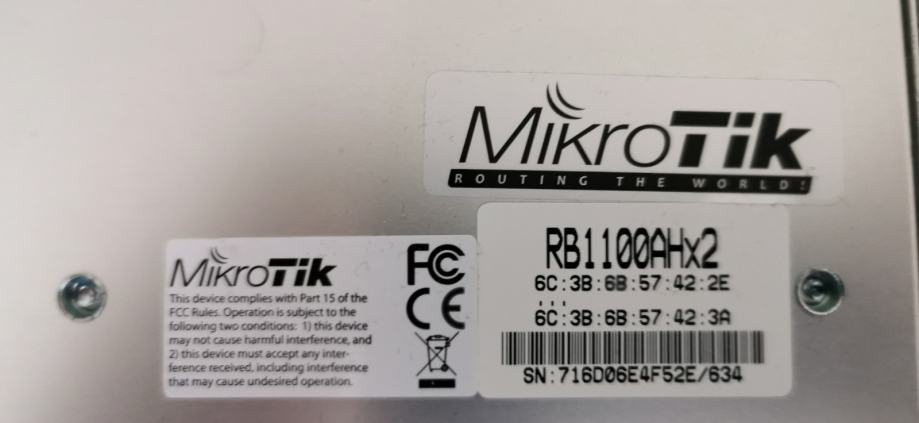 MikroTik
ROUTING THE WORLD!
RB1100AHx2
6C:3B:6B:57:42:2E
...
6C:3B:6B:57:42:3A
SN:716D06E4F52E/634
MikroTik
This device complies with Part 15 of the
FCC Rules. Operation is subject to the
following two conditions: 1) this device
may not cause harmful interference, and
2) this device must accept any inter-
ference received, including interference
that may cause undesired operation.
FC
CE